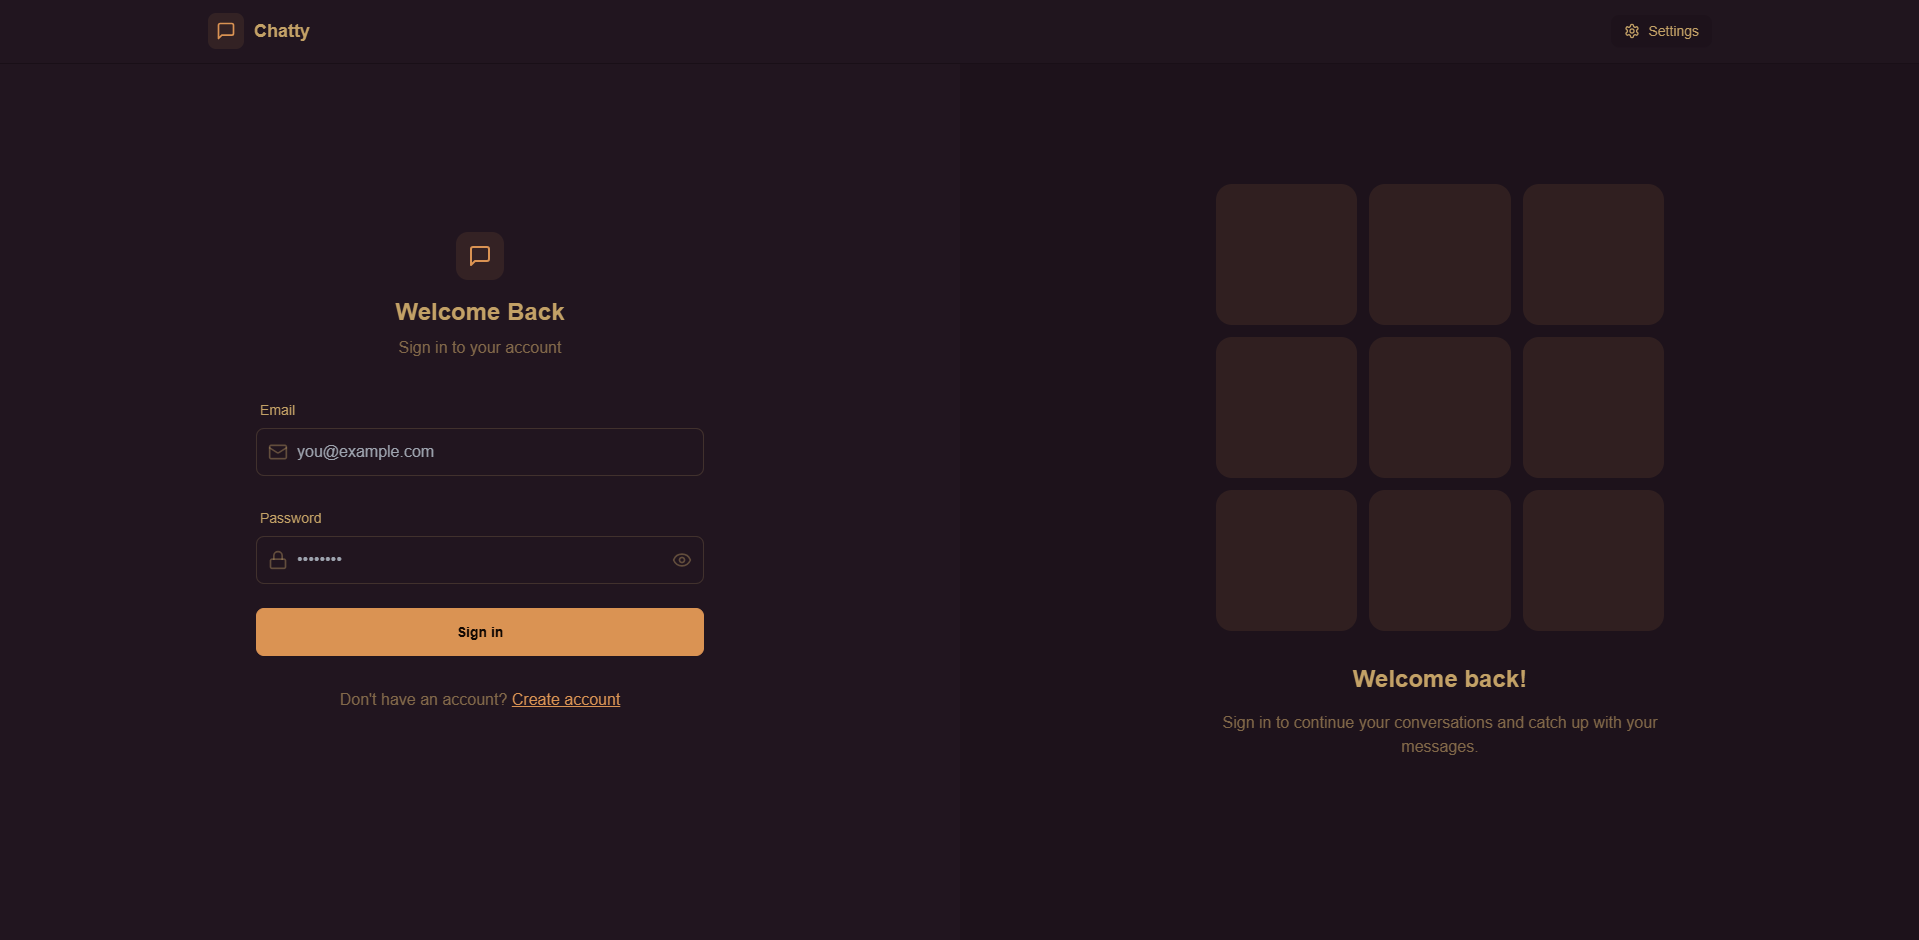 Chatty
Settings
Welcome Back
Sign in to your account
Email
you@example.com
Password
••••••••
Sign in
Don't have an account? Create account
Welcome back!
Sign in to continue your conversations and catch up with your
messages.